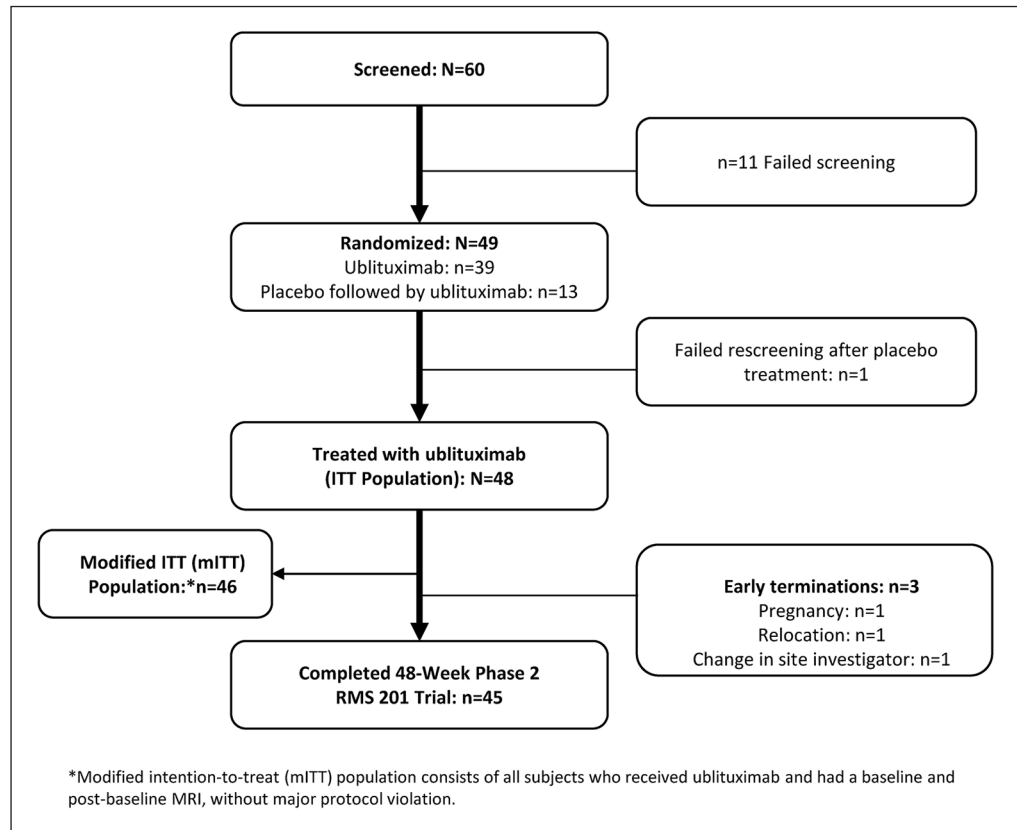 Screened: N=60
n=11 Failed screening
Randomized: N=49
Ublituximab: n=39
Placebo followed by ublituximab: n=13
Failed rescreening after placebo
treatment: n=1
Treated with ublituximab
(ITT Population): N=48
Modified ITT (mITT)
Population:*n=46
Early terminations: n=3
Pregnancy: n=1
Relocation: n=1
Change in site investigator: n=1
Completed 48-Week Phase 2
RMS 201 Trial: n=45
*Modified intention-to-treat (mITT) population consists of all subjects who received ublituximab and had a baseline and
post-baseline MRI, without major protocol violation.